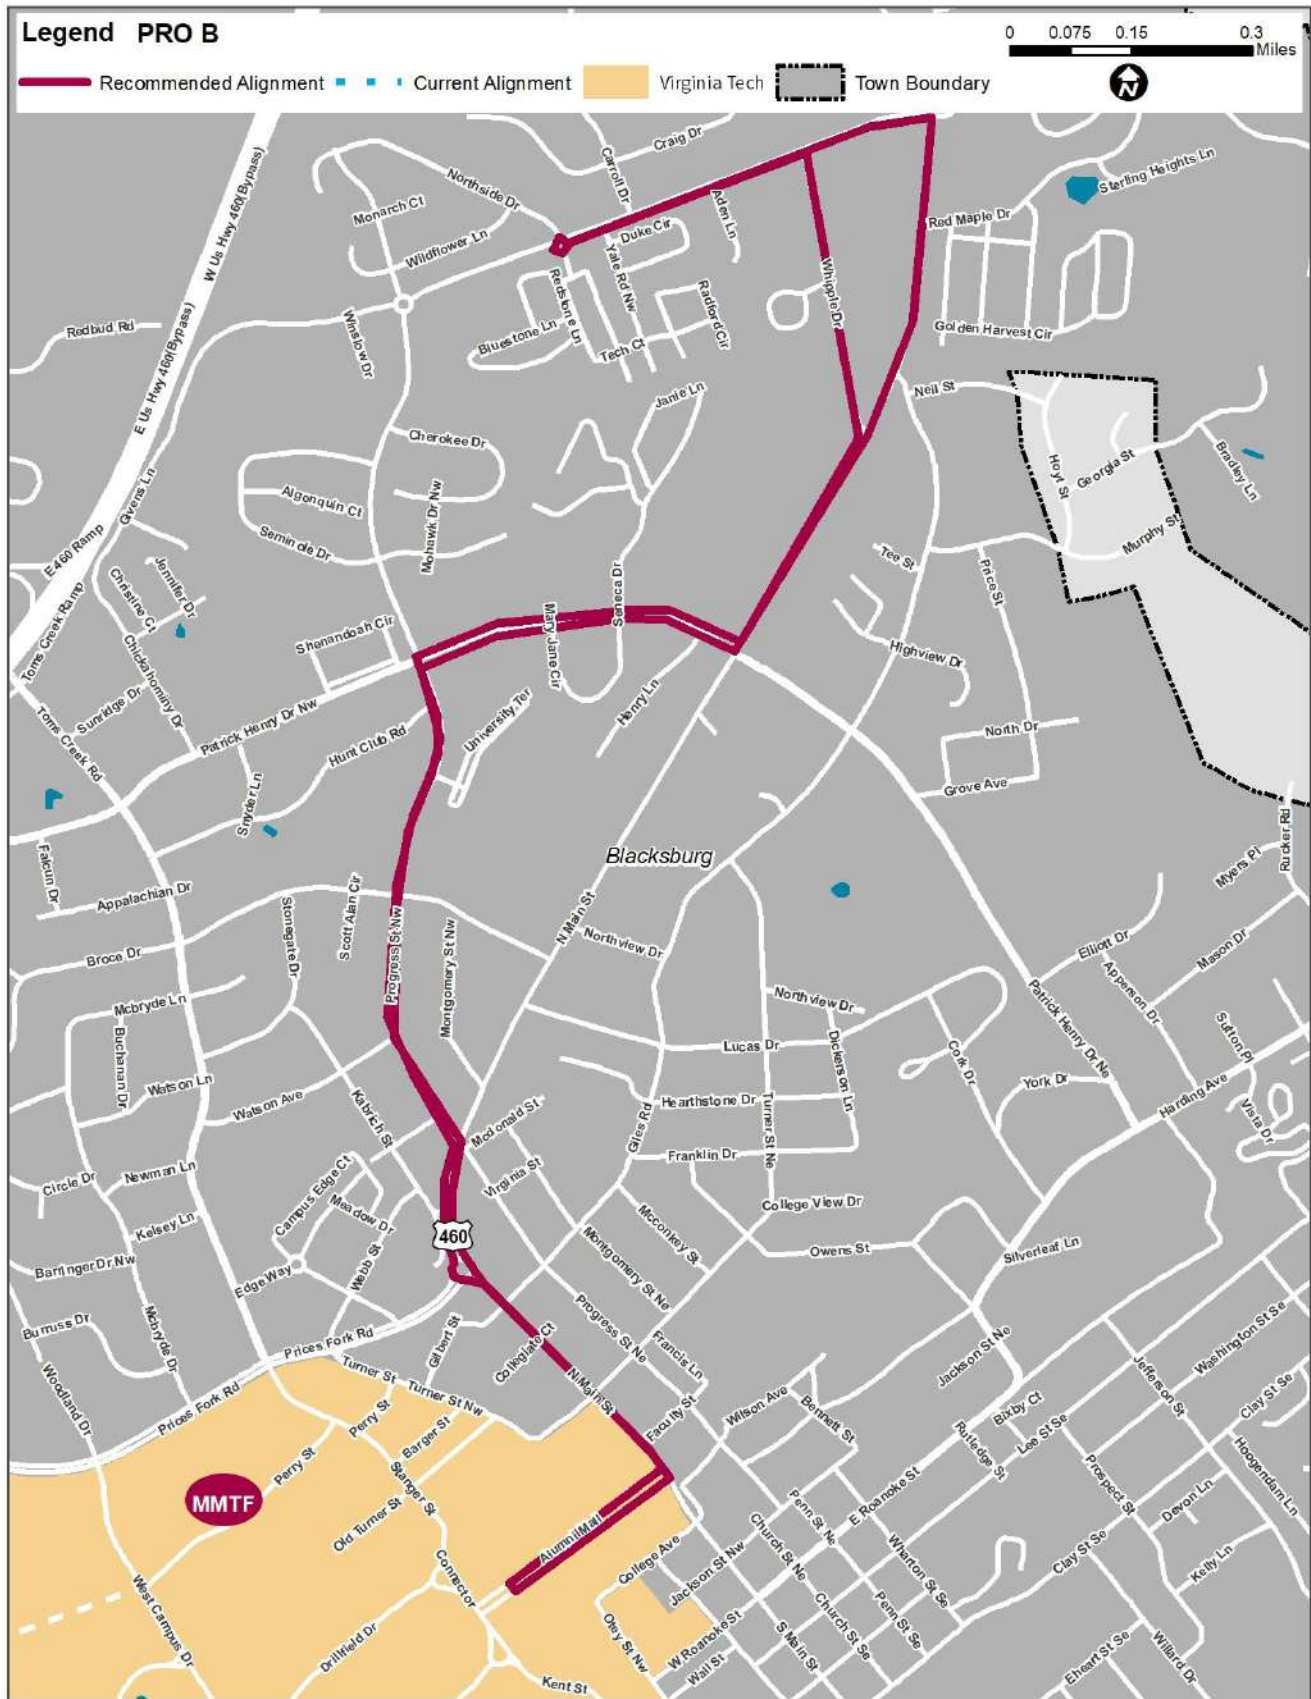 Legend PRO B
0 0.075 0.15 0.3
Miles
Recommended Alignment
Current Alignment
Virginia Tech
Town Boundary
N
Craig Dr
Carroll Dr
Northside Dr
Monarch Ct
Wildflower Ln
Duke Cir
Aden Ln
Red Maple Dr
Sterling Heights Ln
W Us Hwy 460(Bypass)
E Us Hwy 460(Bypass)
Yale Rd Nw
Redstone Ln
Radford Cir
Whipple Dr
Redbud Rd
Winslow Dr
Bluestone Ln
Tech Ct
Golden Harvest Cir
Janie Ln
Neil St
Cherokee Dr
Hoyt St
Georgia St
Bradley Ln
Givens Ln
Algonquin Ct
Mohawk Dr Nw
Seminole Dr
Murphy St
E 460 Ramp
Toms Creek Ramp
Tee St
Price St
Jennifer Dr
Christine Ct
Seneca Dr
Mary Jane Cir
Shenandoah Cir
Chickahominy Dr
Highview Dr
Henry Ln
Sunridge Dr
Toms Creek Rd
Patrick Henry Dr Nw
Hunt Club Rd
University Ter
North Dr
Grove Ave
Snyder Ln
Rucker Rd
Myers Pl
Falcun Dr
Blacksburg
Appalachian Dr
Scott Alan Cir
Stonegate Dr
Progress St Nw
Montgomery St Nw
N Main St
Northview Dr
Elliott Dr
Mason Dr
Broce Dr
Apperson Dr
Mcbryde Ln
Northview Dr
Patrick Henry Dr Ne
Buchanan Dr
Lucas Dr
Dickerson Ln
Cork Dr
Sutton Pl
York Dr
Harding Ave
Vista Dr
Watson Ln
Watson Ave
Kabrich St
Mcdonald St
Hearthstone Dr
Turner St Ne
Giles Rd
Franklin Dr
Virginia St
Circle Dr
Newman Ln
Campus Edge Ct
Meadow Dr
Kelsey Ln
College View Dr
Mcconkey St
Montgomery St Ne
460
Owens St
Silverleaf Ln
Barringer Dr Nw
Edge Way
Webb St
Burruss Dr
Mcbryde Dr
Prices Fork Rd
Gilbert St
Collegiate Ct
Progress St Ne
Francis Ln
Jackson St Ne
Washington St Se
Jefferson St
Clay St Se
Woodland Dr
Prices Fork Rd
Turner St
Turner St Nw
N Main St
Faculty St
Wilson Ave
Bennett St
Bixby Ct
Lee St Se
Rutledge St
Hoogendam Ln
Perry St
Barger St
Perry St
Stanger St
MMTF
Old Turner St
E Roanoke St
Prospect St
Devon Ln
Alumni Mall
Penn St Ne
Church St Ne
Wharton St Se
Clay St Se
Kelly Ln
College Ave
Jackson St Nw
Connector
West Campus Dr
Drillfield Dr
Otey St Nw
W Roanoke St
Wall St
S Main St
Church St Se
Penn St Se
Eheart St Se
Willard Dr
Kent St